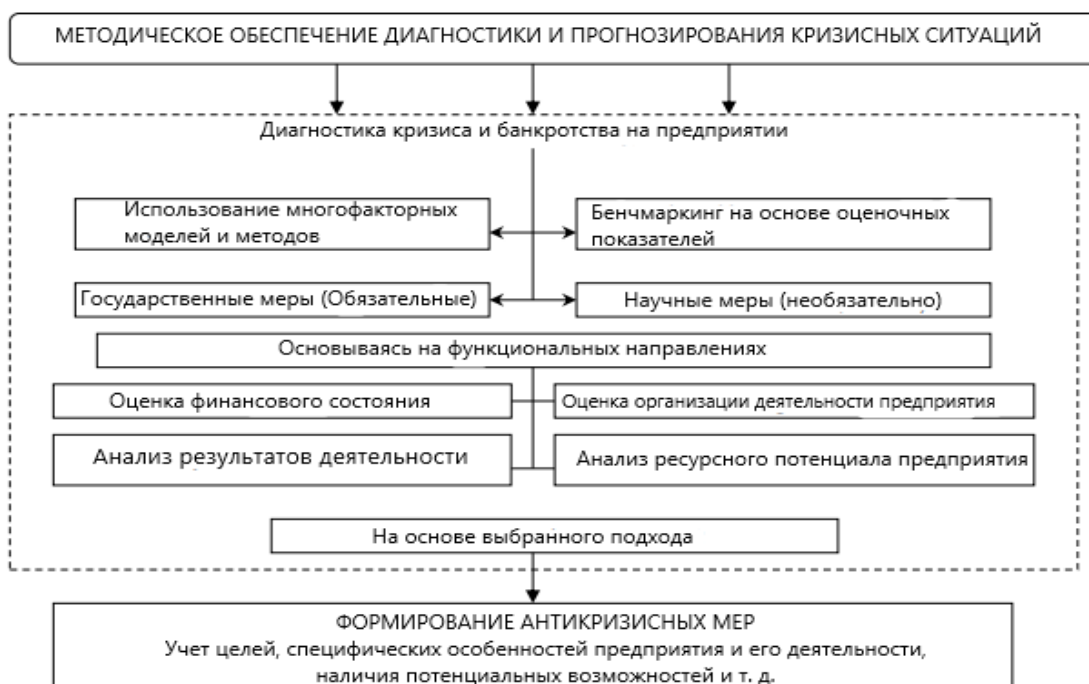 МЕТОДИЧЕСКОЕ ОБЕСПЕЧЕНИЕ ДИАГНОСТИКИ И ПРОГНОЗИРОВАНИЯ КРИЗИСНЫХ СИТУАЦИЙ
Диагностика кризиса и банкротства на предприятии
Использование многофакторных
моделей и методов
Бенчмаркинг на основе оценочных
показателей
Государственные меры (Обязательные)
Научные меры (необязательно)
Основываясь на функциональных направлениях
Оценка финансового состояния
Оценка организации деятельности предприятия
Анализ результатов деятельности
Анализ ресурсного потенциала предприятия
На основе выбранного подхода
ФОРМИРОВАНИЕ АНТИКРИЗИСНЫХ МЕР
Учет целей, специфических особенностей предприятия и его деятельности,
наличия потенциальных возможностей и т. д.